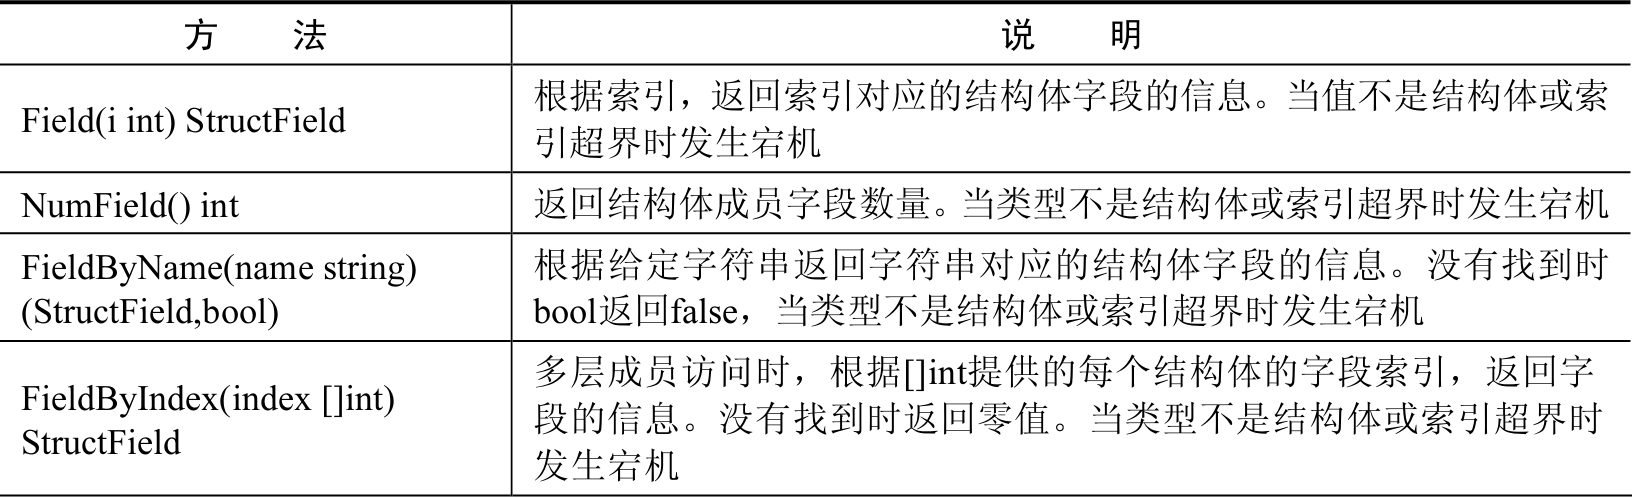 方 法 说 明
Field(i int) StructField
根据索引，返回索引对应的结构体字段的信息。当值不是结构体或索
引超界时发生宕机
NumField() int
返回结构体成员字段数量。当类型不是结构体或索引超界时发生宕机
FieldByName(name string)
(StructField,bool)
根据给定字符串返回字符串对应的结构体字段的信息。没有找到时
bool返回false，当类型不是结构体或索引超界时发生宕机
FieldByIndex(index []int)
StructField
多层成员访问时，根据[]int提供的每个结构体的字段索引，返回字
段的信息。没有找到时返回零值。当类型不是结构体或索引超界时
发生宕机